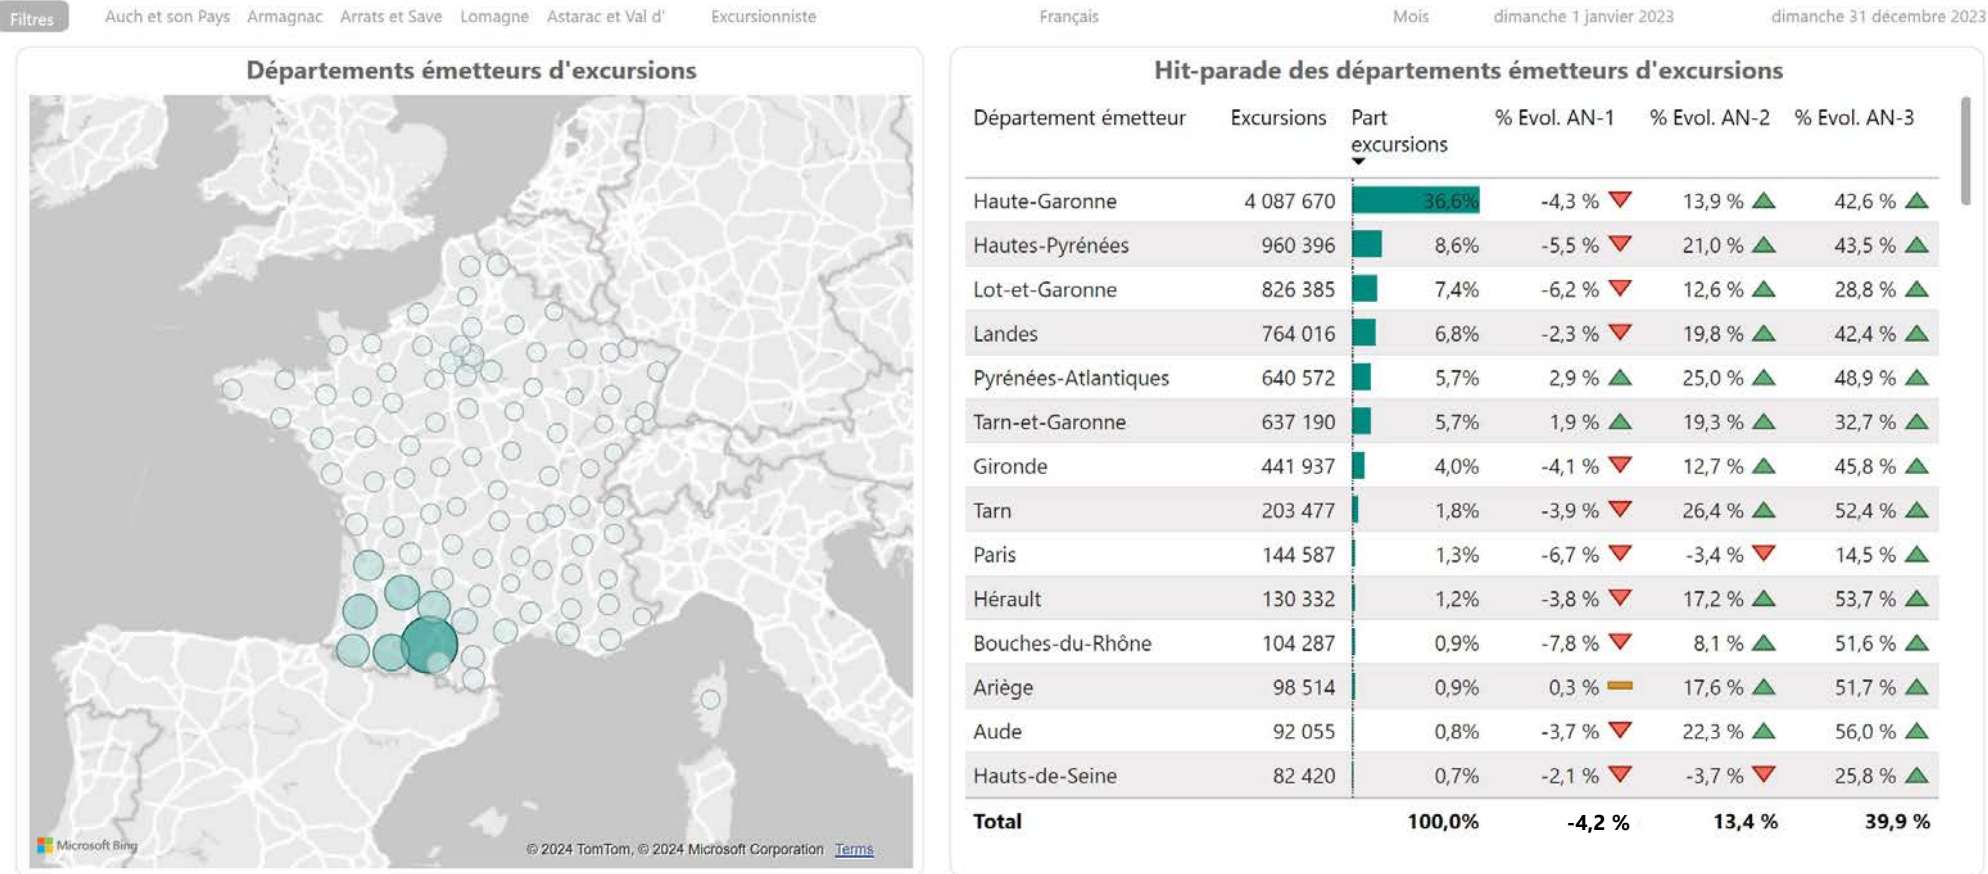 Filtres Auch et son Pays Armagnac Arrats et Save Lomagne Astarac et Val d' Excursionniste Français Mois dimanche 1 janvier 2023 dimanche 31 décembre 2023
Départements émetteurs d'excursions
Microsoft Bing
© 2024 TomTom, © 2024 Microsoft Corporation Terms
Hit-parade des départements émetteurs d'excursions
Département émetteur Excursions Part excursions % Evol. AN-1 % Evol. AN-2 % Evol. AN-3
Haute-Garonne 4 087 670 36,6% -4,3 % 13,9 % 42,6 %
Hautes-Pyrénées 960 396 8,6% -5,5 % 21,0 % 43,5 %
Lot-et-Garonne 826 385 7,4% -6,2 % 12,6 % 28,8 %
Landes 764 016 6,8% -2,3 % 19,8 % 42,4 %
Pyrénées-Atlantiques 640 572 5,7% 2,9 % 25,0 % 48,9 %
Tarn-et-Garonne 637 190 5,7% 1,9 % 19,3 % 32,7 %
Gironde 441 937 4,0% -4,1 % 12,7 % 45,8 %
Tarn 203 477 1,8% -3,9 % 26,4 % 52,4 %
Paris 144 587 1,3% -6,7 % -3,4 % 14,5 %
Hérault 130 332 1,2% -3,8 % 17,2 % 53,7 %
Bouches-du-Rhône 104 287 0,9% -7,8 % 8,1 % 51,6 %
Ariège 98 514 0,9% 0,3 % 17,6 % 51,7 %
Aude 92 055 0,8% -3,7 % 22,3 % 56,0 %
Hauts-de-Seine 82 420 0,7% -2,1 % -3,7 % 25,8 %
Total 100,0% -4,2 % 13,4 % 39,9 %